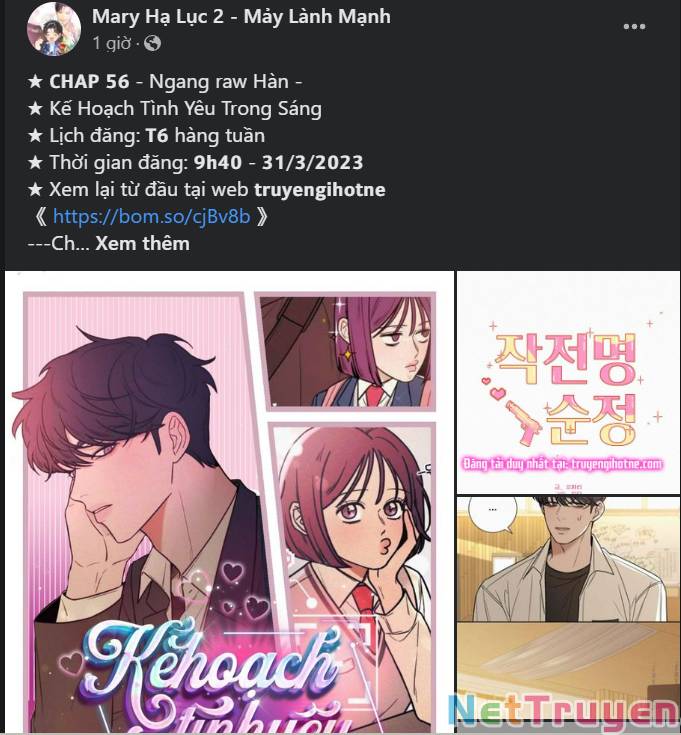 Mary Hạ Lục 2 - Mảy Lành Mạnh
1 giờ ·
★ CHAP 56 - Ngang raw Hàn -
★ Kế Hoạch Tình Yêu Trong Sáng
★ Lịch đăng: T6 hàng tuần
★ Thời gian đăng: 9h40 - 31/3/2023
★ Xem lại từ đầu tại web truyengihotne
《 https://bom.so/cjBv8b 》
---Ch... Xem thêm
작전명
순정
Đăng tải duy nhất tại: truyengihotne.com
...
Kế hoạch
tình yêu
NetTruyen